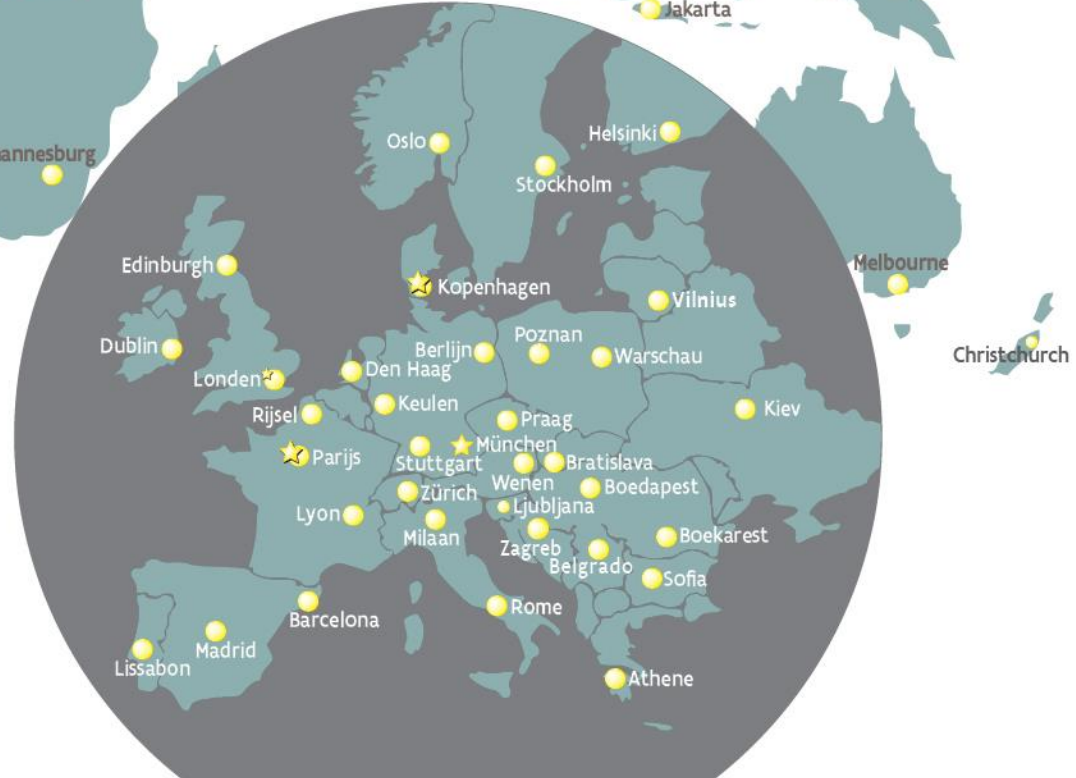 Jakarta
Oslo
Helsinki
annesburg
Stockholm
Edinburgh
Melbourne
Kopenhagen
Vilnius
Poznan
Dublin
Berlijn
Warschau
Christchurch
Den Haag
Londen
Keulen
Kiev
Rijsel
Praag
München
Parijs
Stuttgart
Bratislava
Wenen
Boedapest
Zürich
Ljubljana
Lyon
Milaan
Boekarest
Zagreb
Belgrado
Sofia
Rome
Barcelona
Madrid
Lissabon
Athene